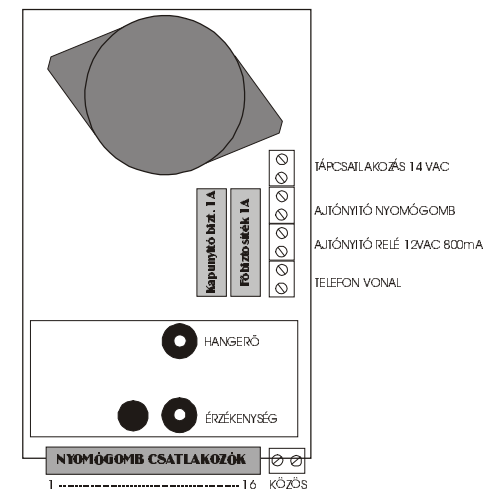 TÁPCSATLAKOZÁS 14 VAC
Kapunyitó bizt. 1A
Főbiztosíték 1A
AJTÓNYITÓ NYOMÓGOMB
AJTÓNYITÓ RELÉ 12VAC 800mA
TELEFON VONAL
HANGERŐ
ÉRZÉKENYSÉG
NYOMÓGOMB CSATLAKOZÓK
1 ---------------------- 16 KÖZÖS